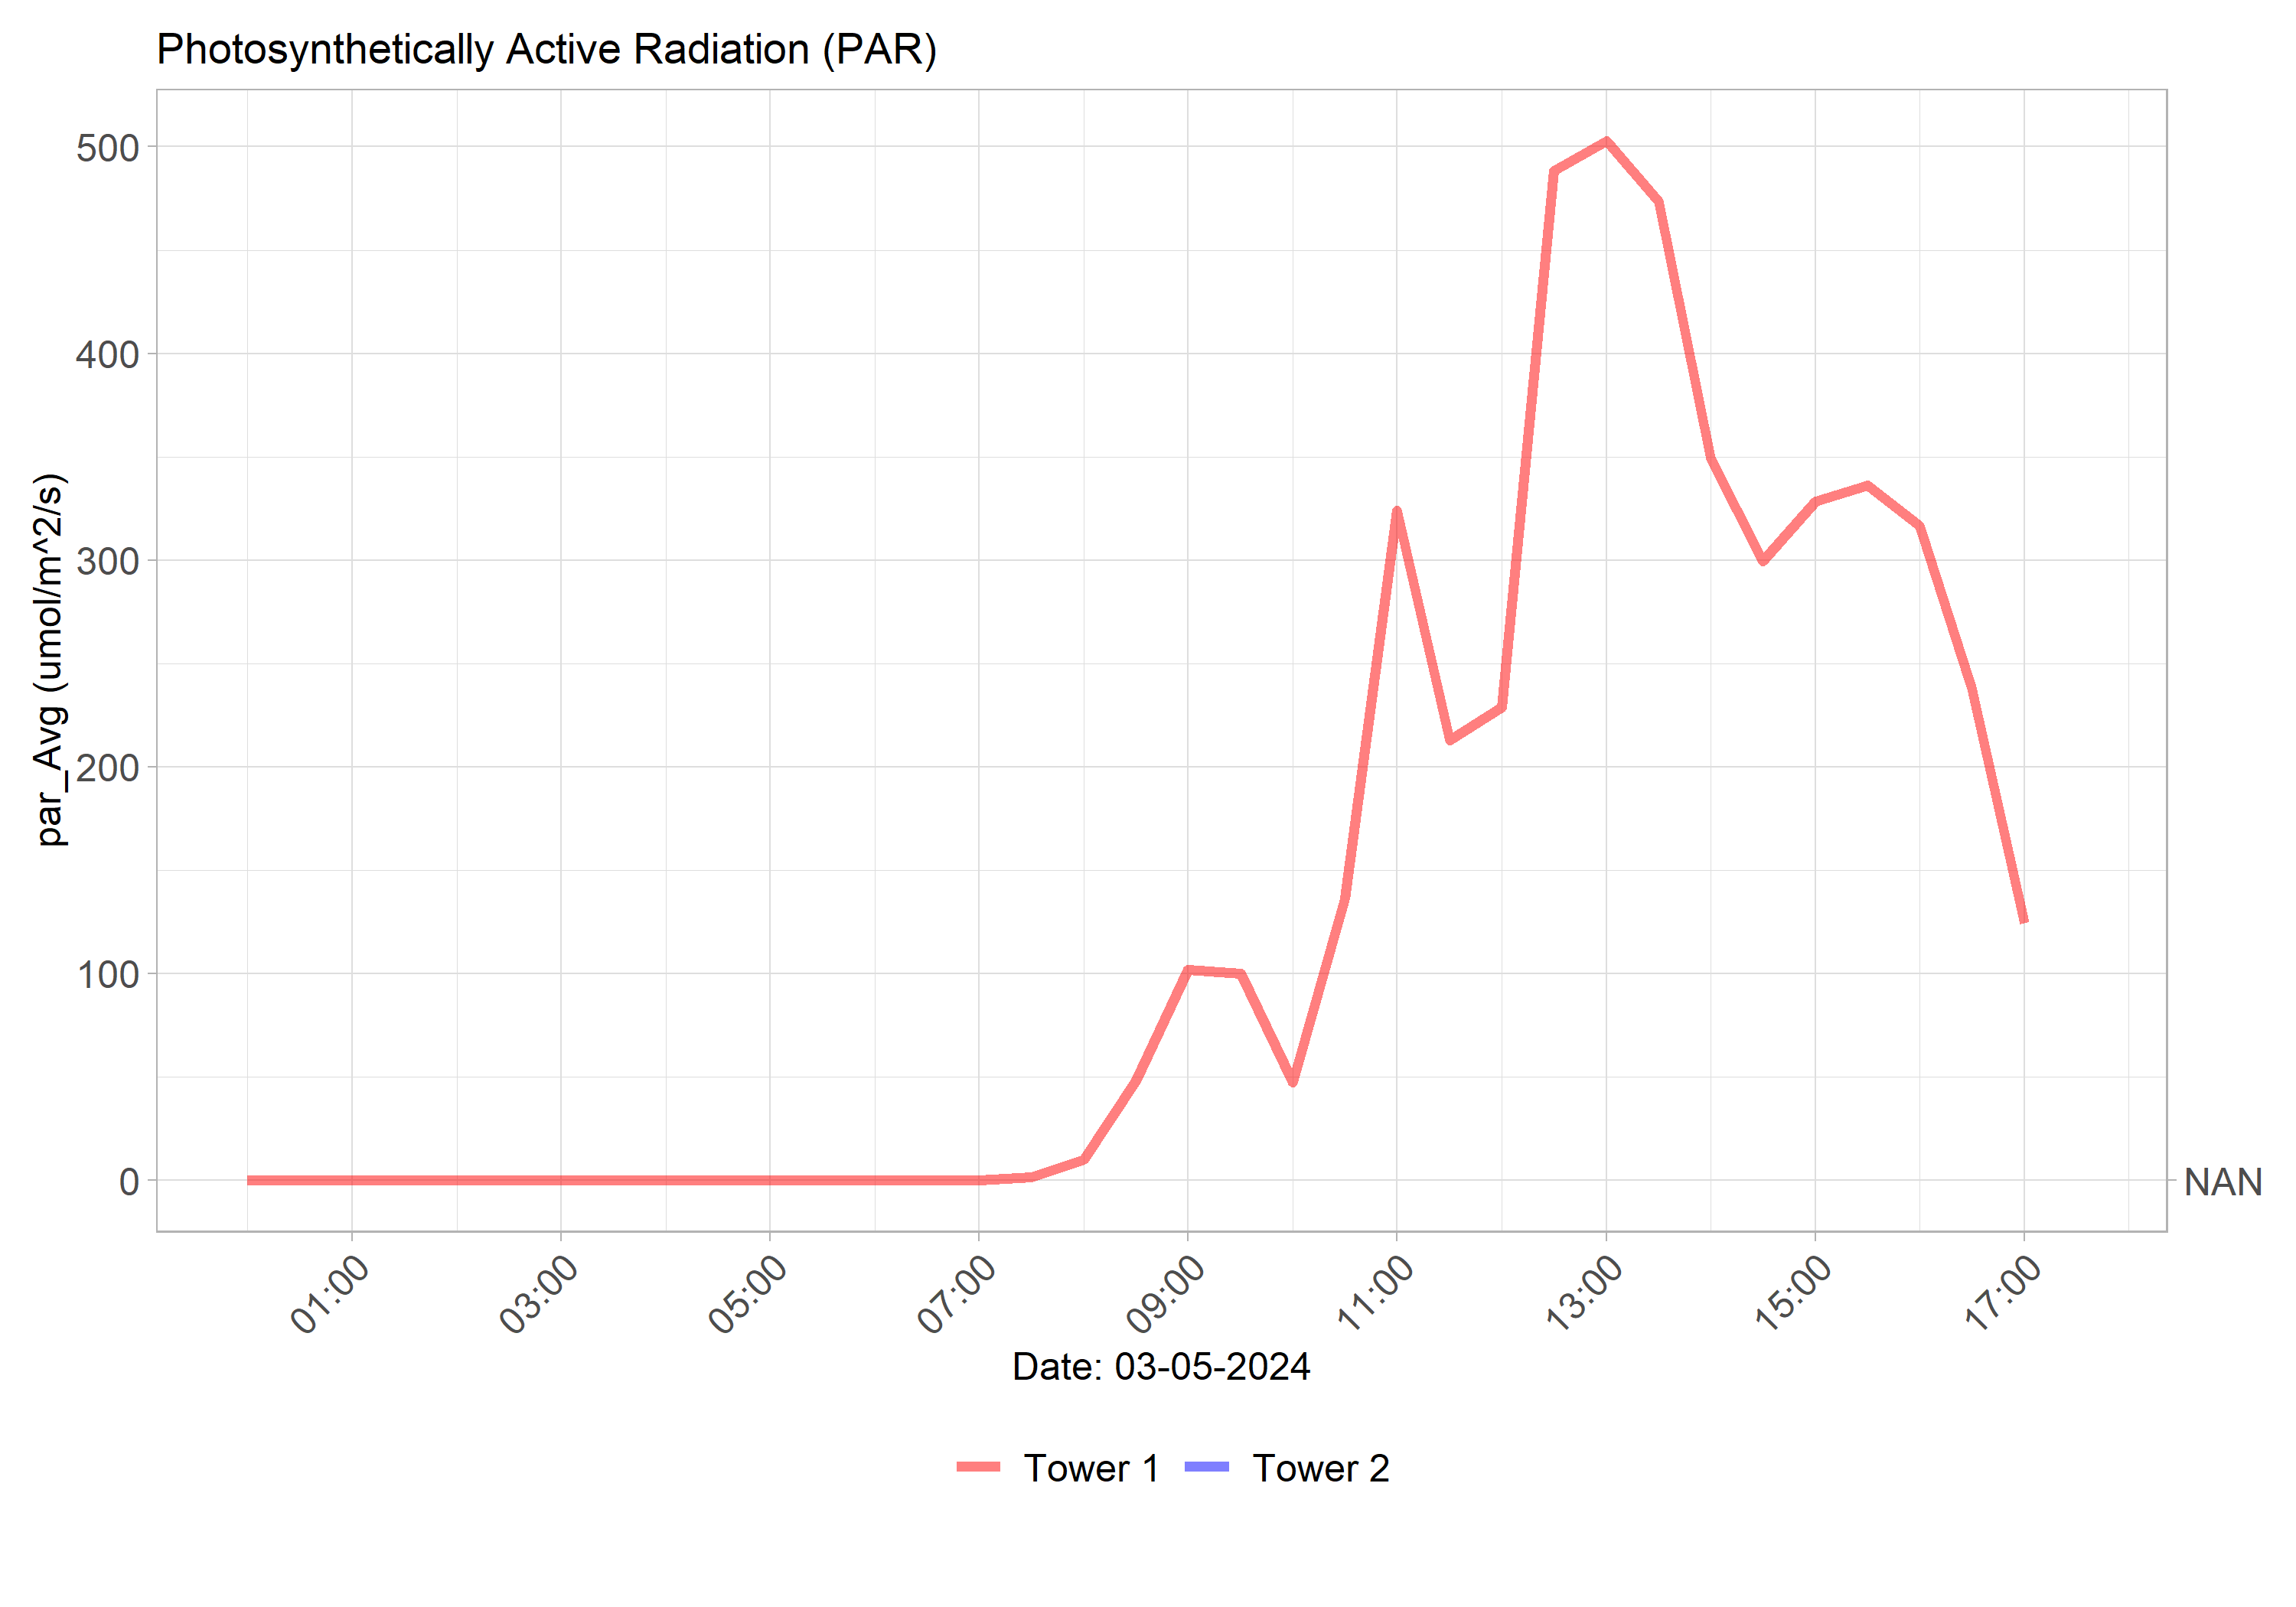 Photosynthetically Active Radiation (PAR)
par_Avg (umol/m^2/s)
500
400
300
200
100
0
NAN
01:00 03:00 05:00 07:00 09:00 11:00 13:00 15:00 17:00
Date: 03-05-2024
Tower 1 Tower 2